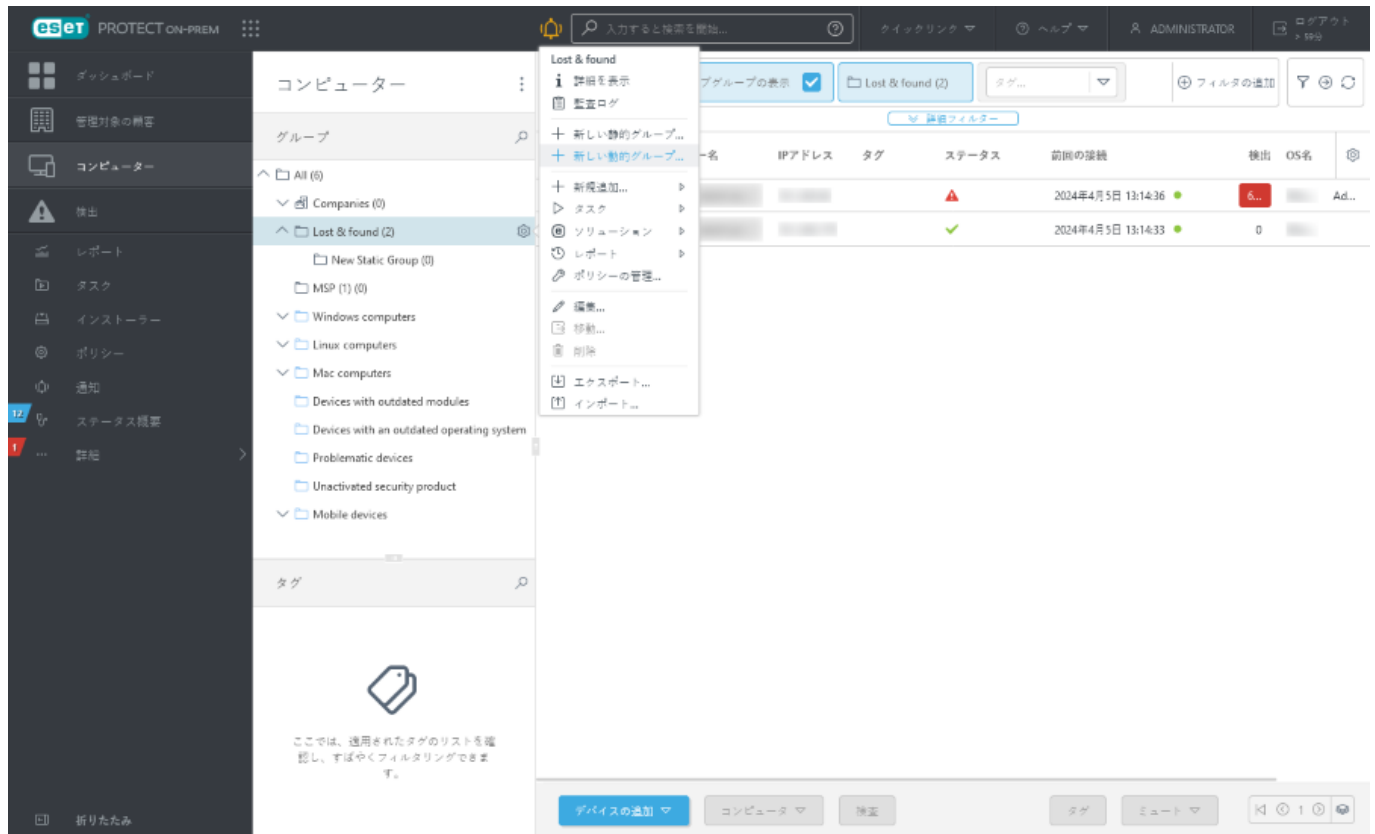 eset PROTECT ON-PREM
入力すると検索を開始...
クイックリンク
ヘルプ
ADMINISTRATOR
ログアウト
> 59分
ダッシュボード
管理対象の顧客
コンピューター
検出
レポート
タスク
インストーラー
ポリシー
通知
12
ステータス概要
1
詳細
折りたたみ
コンピューター
グループ
All (6)
Companies (0)
Lost & found (2)
New Static Group (0)
MSP (1) (0)
Windows computers
Linux computers
Mac computers
Devices with outdated modules
Devices with an outdated operating system
Problematic devices
Unactivated security product
Mobile devices
タグ
ここでは、適用されたタグのリストを確
認し、すばやくフィルタリングできま
す。
Lost & found
詳細を表示
監査ログ
新しい静的グループ...
新しい動的グループ...
新規追加...
タスク
ソリューション
レポート
ポリシーの管理...
編集...
移動...
削除
エクスポート...
インポート...
ブグループの表示
Lost & found (2)
タグ...
フィルタの追加
詳細フィルター
ー名 IPアドレス タグ ステータス 前回の接続 検出 OS名
2024年4月5日 13:14:36 6... Ad...
2024年4月5日 13:14:33 0
デバイスの追加
コンピュータ
検査
タグ
ミュート
1